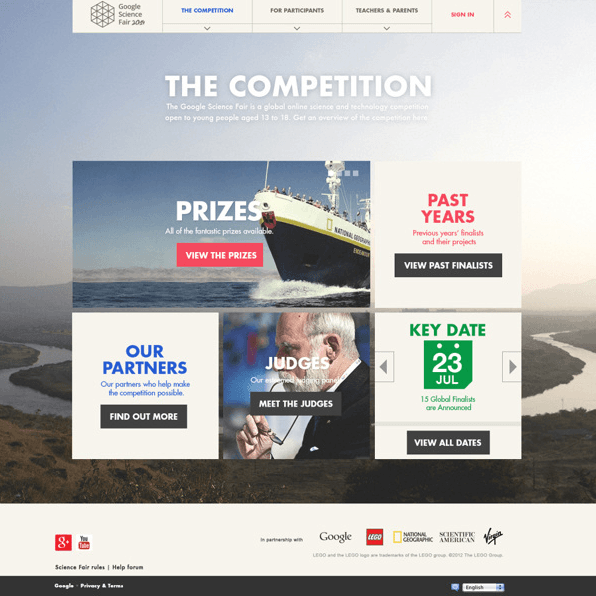 Google
Science
Fair 2014
THE COMPETITION
FOR PARTICIPANTS
TEACHERS & PARENTS
SIGN IN
THE COMPETITION
The Google Science Fair is a global online science and technology competition
open to young people aged 13 to 18. Get an overview of the competition here.
PRIZES
All of the fantastic prizes available.
VIEW THE PRIZES
NATIONAL GEOGRAPHIC
PAST
YEARS
Previous years' finalists
and their projects
VIEW PAST FINALISTS
OUR
PARTNERS
Our partners who help make
the competition possible.
FIND OUT MORE
JUDGES
Our esteemed judging panel.
MEET THE JUDGES
KEY DATE
23
JUL
15 Global Finalists
are Announced
VIEW ALL DATES
g+
You
Tube
In partnership with
Google
LEGO
NATIONAL
GEOGRAPHIC
SCIENTIFIC
AMERICAN
Virgin
LEGO and the LEGO logo are trademarks of the LEGO group. ©2012 The LEGO Group
Science Fair rules | Help forum
Google - Privacy & Terms
English